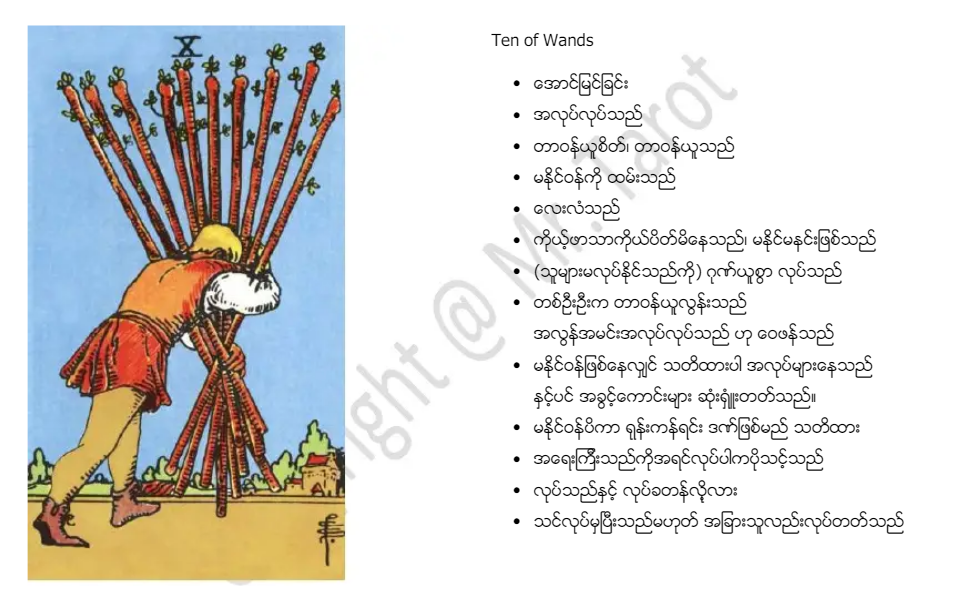 X
Ten of Wands
• အောင်မြင်ခြင်း
• အလုပ်လုပ်သည်
• တာဝန်ယူစိတ်၊ တာဝန်ယူသည်
• မနိုင်ဝန်ကို ထမ်းသည်
• လေးလံသည်
• ကိုယ့်ဖာသာကိုယ်ပိတ်မိနေသည်၊ မနိုင်မနင်းဖြစ်သည်
• (သူများမလုပ်နိုင်သည်ကို) ဂုဏ်ယူစွာ လုပ်သည်
• တစ်ဦးဦးက တာဝန်ယူလွန်းသည်
အလွန်အမင်းအလုပ်လုပ်သည် ဟု ဝေဖန်သည်
• မနိုင်ဝန်ဖြစ်နေလျှင် သတိထားပါ အလုပ်များနေသည်
နှင့်ပင် အခွင့်ကောင်းများ ဆုံးရှုံးတတ်သည်။
• မနိုင်ဝန်ပိကာ ရုန်းကန်ရင်း ဒဏ်ဖြစ်မည် သတိထား
• အရေးကြီးသည်ကိုအရင်လုပ်ပါကပိုသင့်သည်
• လုပ်သည်နှင့် လုပ်ခတန်လို့လား
• သင်လုပ်မှပြီးသည်မဟုတ် အခြားသူလည်းလုပ်တတ်သည်
right @ Mr. Tarot